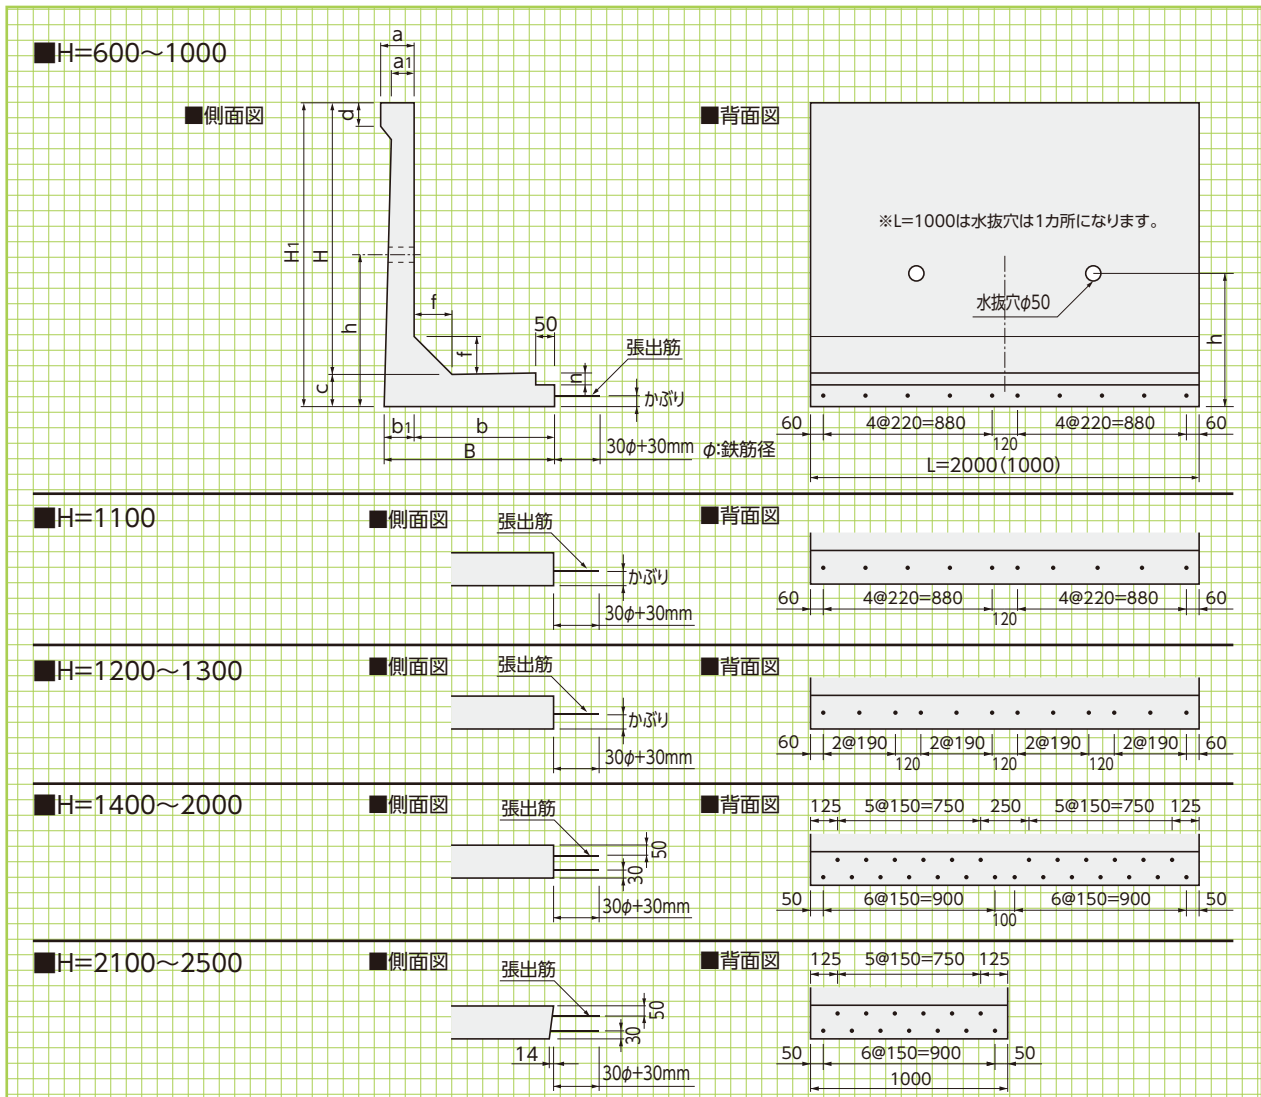 ■H=600〜1000
■側面図
a
a1
d
H1
H
h
c
f
f
50
n
張出筋
かぶり
b1
b
B
30φ+30mm
φ:鉄筋径
■背面図
※L=1000は水抜穴は1カ所になります。
水抜穴φ50
h
60
4@220=880
120
4@220=880
60
L=2000(1000)
■H=1100
■側面図
張出筋
かぶり
30φ+30mm
■背面図
60
4@220=880
120
4@220=880
60
■H=1200〜1300
■側面図
張出筋
かぶり
30φ+30mm
■背面図
60
2@190
120
2@190
120
2@190
120
2@190
60
■H=1400〜2000
■側面図
張出筋
50
30
30φ+30mm
■背面図
125
5@150=750
250
5@150=750
125
50
6@150=900
100
6@150=900
50
■H=2100〜2500
■側面図
張出筋
50
30
14
30φ+30mm
■背面図
125
5@150=750
125
50
6@150=900
50
1000